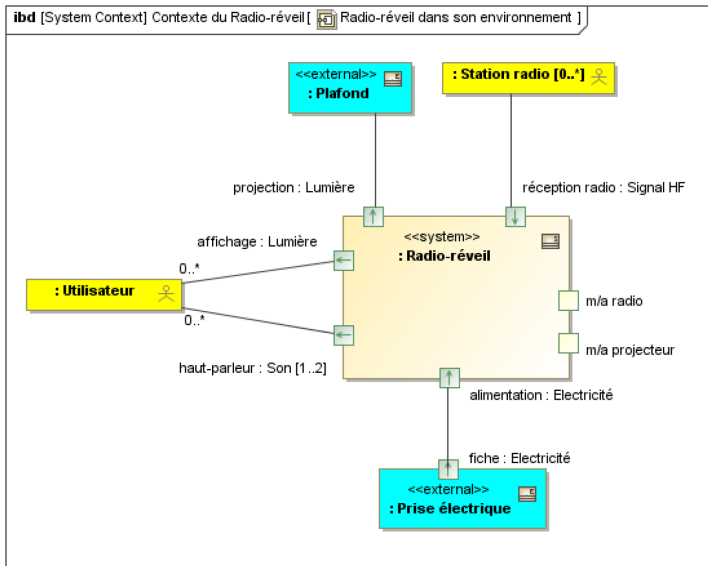 ibd [System Context] Contexte du Radio-réveil[ Radio-réveil dans son environnement ]
<<external>>
: Plafond
: Station radio [0..*]
projection : Lumière
réception radio : Signal HF
affichage : Lumière
<<system>>
: Radio-réveil
0..*
: Utilisateur
0..*
m/a radio
m/a projecteur
haut-parleur : Son [1..2]
alimentation : Electricité
fiche : Electricité
<<external>>
: Prise électrique